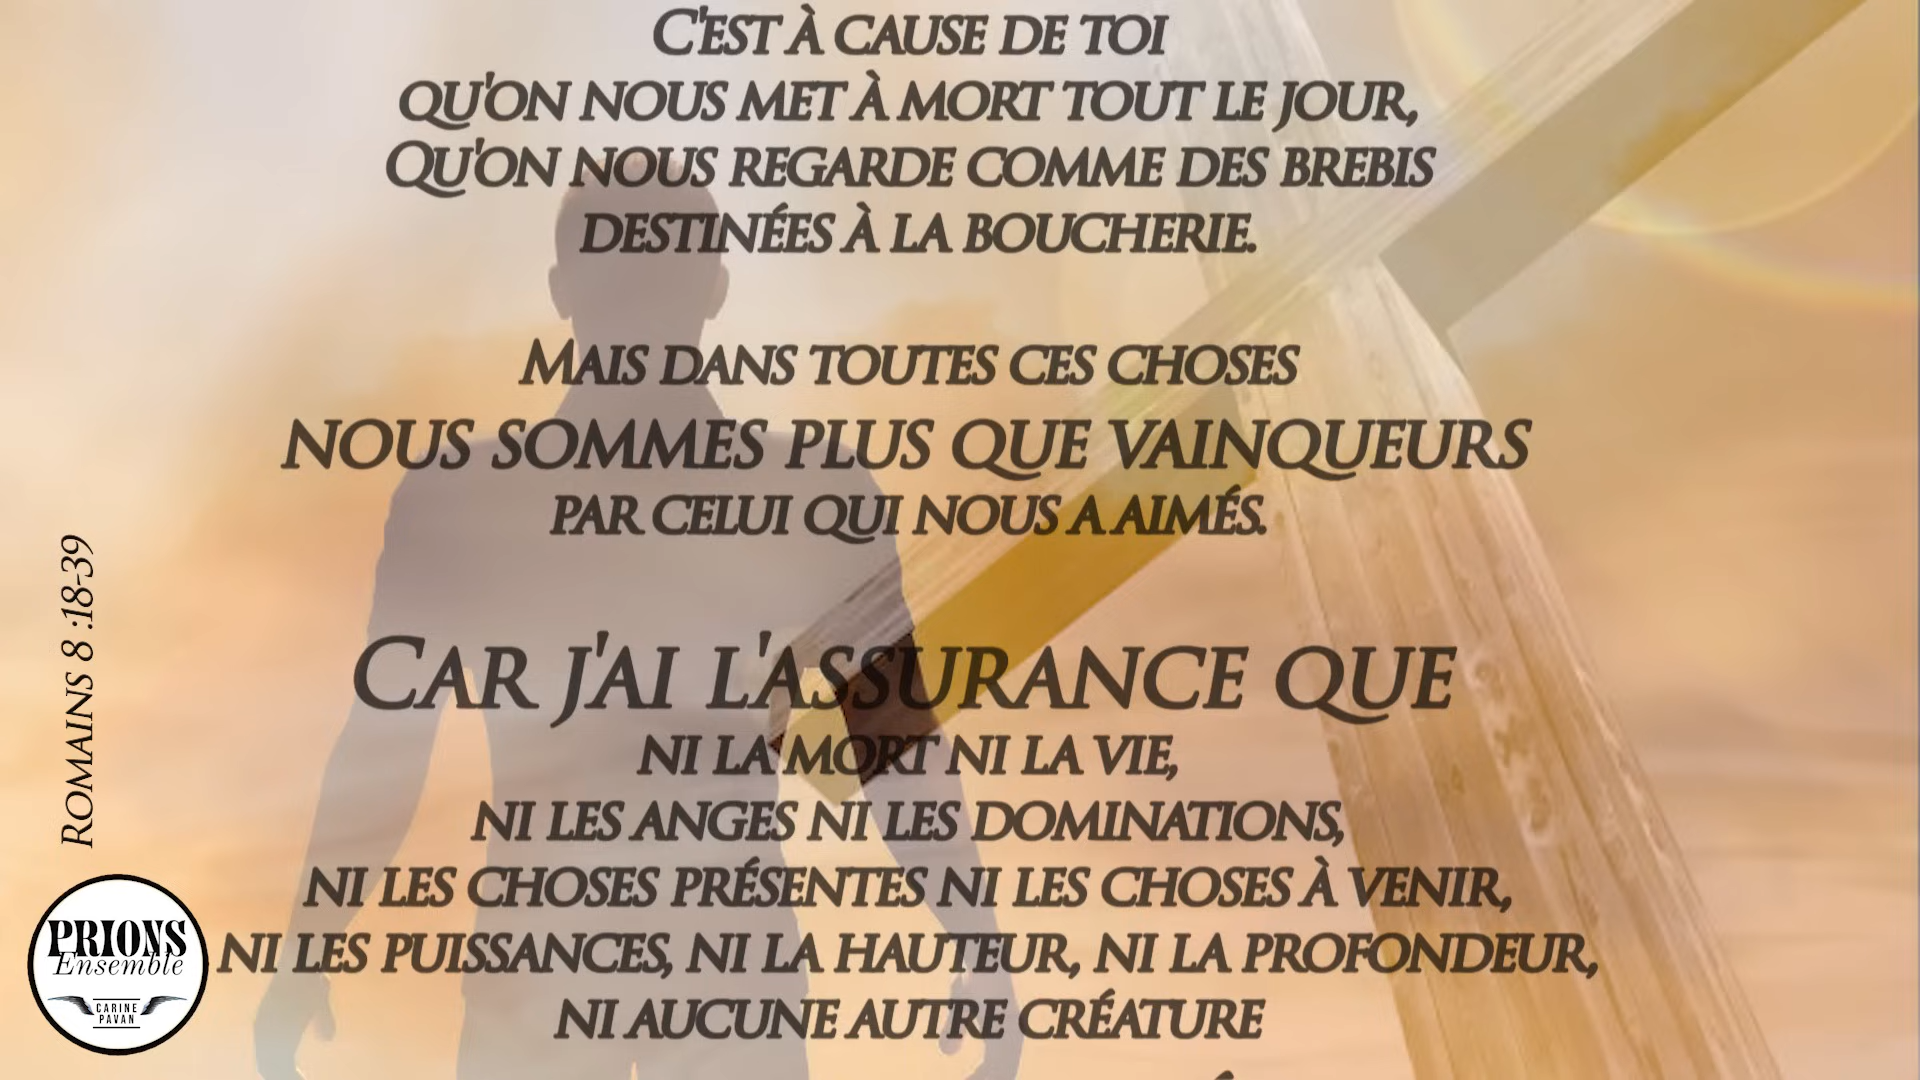 C'EST À CAUSE DE TOI
QU'ON NOUS MET À MORT TOUT LE JOUR,
QU'ON NOUS REGARDE COMME DES BREBIS
DESTINÉES À LA BOUCHERIE.
MAIS DANS TOUTES CES CHOSES
NOUS SOMMES PLUS QUE VAINQUEURS
PAR CELUI QUI NOUS A AIMÉS.
CAR J'AI L'ASSURANCE QUE
NI LA MORT NI LA VIE,
NI LES ANGES NI LES DOMINATIONS,
NI LES CHOSES PRÉSENTES NI LES CHOSES À VENIR,
NI LES PUISSANCES, NI LA HAUTEUR, NI LA PROFONDEUR,
NI AUCUNE AUTRE CRÉATURE
ROMAINS 8 :18-39
PRIONS
Ensemble
CARINE
PAVAN